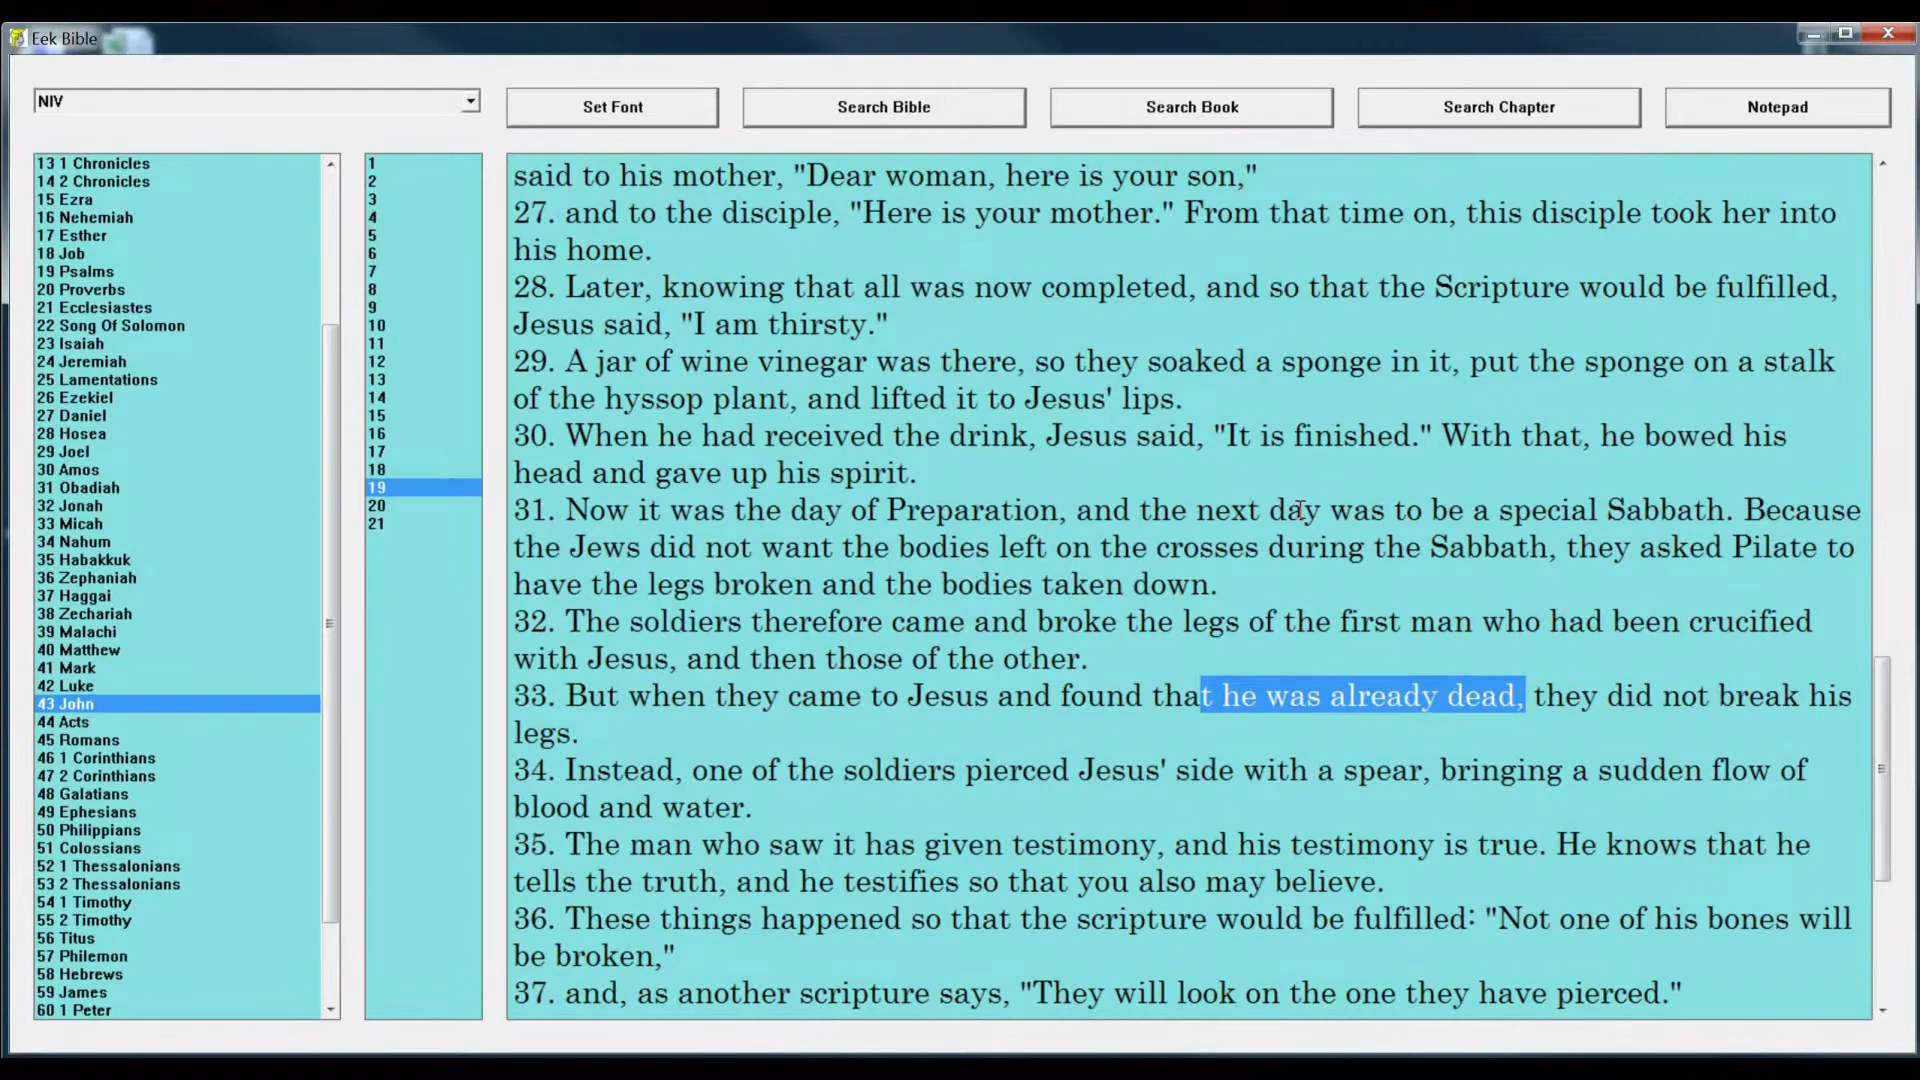 Eek Bible
NIV
Set Font
Search Bible
Search Book
Search Chapter
Notepad
13 1 Chronicles
14 2 Chronicles
15 Ezra
16 Nehemiah
17 Esther
18 Job
19 Psalms
20 Proverbs
21 Ecclesiastes
22 Song Of Solomon
23 Isaiah
24 Jeremiah
25 Lamentations
26 Ezekiel
27 Daniel
28 Hosea
29 Joel
30 Amos
31 Obadiah
32 Jonah
33 Micah
34 Nahum
35 Habakkuk
36 Zephaniah
37 Haggai
38 Zechariah
39 Malachi
40 Matthew
41 Mark
42 Luke
43 John
44 Acts
45 Romans
46 1 Corinthians
47 2 Corinthians
48 Galatians
49 Ephesians
50 Philippians
51 Colossians
52 1 Thessalonians
53 2 Thessalonians
54 1 Timothy
55 2 Timothy
56 Titus
57 Philemon
58 Hebrews
59 James
60 1 Peter
1
2
3
4
5
6
7
8
9
10
11
12
13
14
15
16
17
18
19
20
21
said to his mother, "Dear woman, here is your son,"
27. and to the disciple, "Here is your mother." From that time on, this disciple took her into
his home.
28. Later, knowing that all was now completed, and so that the Scripture would be fulfilled,
Jesus said, "I am thirsty."
29. A jar of wine vinegar was there, so they soaked a sponge in it, put the sponge on a stalk
of the hyssop plant, and lifted it to Jesus' lips.
30. When he had received the drink, Jesus said, "It is finished." With that, he bowed his
head and gave up his spirit.
31. Now it was the day of Preparation, and the next day was to be a special Sabbath. Because
the Jews did not want the bodies left on the crosses during the Sabbath, they asked Pilate to
have the legs broken and the bodies taken down.
32. The soldiers therefore came and broke the legs of the first man who had been crucified
with Jesus, and then those of the other.
33. But when they came to Jesus and found that he was already dead, they did not break his
legs.
34. Instead, one of the soldiers pierced Jesus' side with a spear, bringing a sudden flow of
blood and water.
35. The man who saw it has given testimony, and his testimony is true. He knows that he
tells the truth, and he testifies so that you also may believe.
36. These things happened so that the scripture would be fulfilled: "Not one of his bones will
be broken,"
37. and, as another scripture says, "They will look on the one they have pierced."